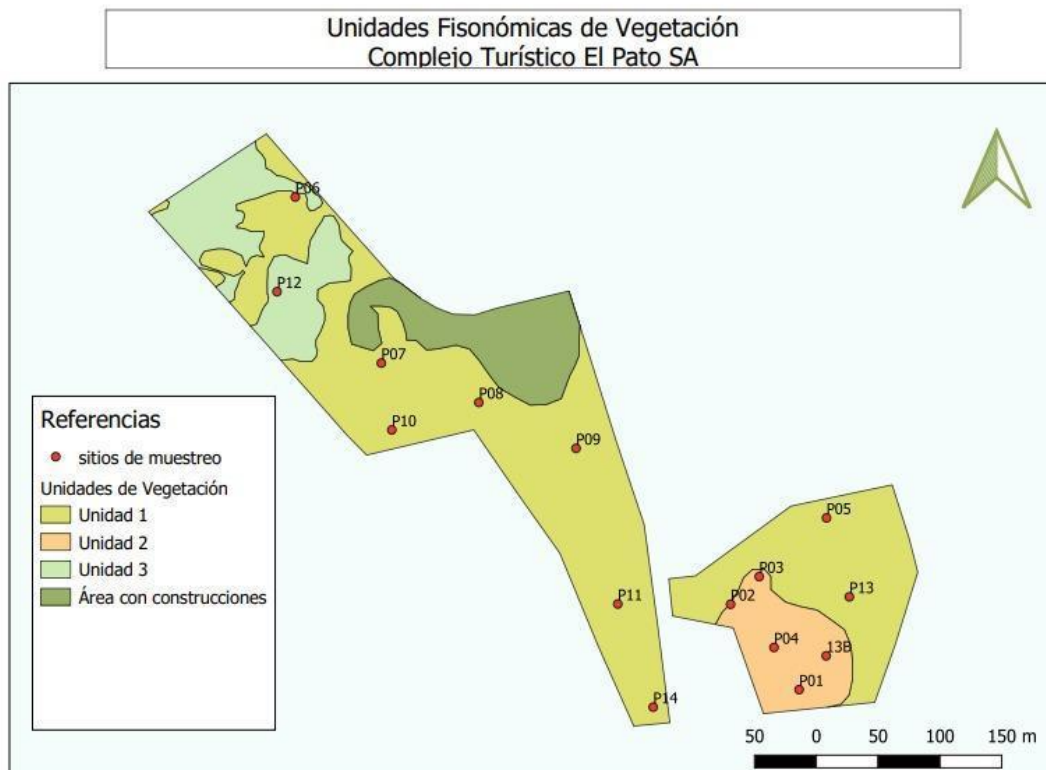 Unidades Fisonómicas de Vegetación
Complejo Turístico El Pato SA
P06
P12
P07
P08
P10
P09
P05
P03
P02
P13
P11
P04
13B
P01
P14
Referencias
sitios de muestreo
Unidades de Vegetación
Unidad 1
Unidad 2
Unidad 3
Área con construcciones
50 0 50 100 150 m